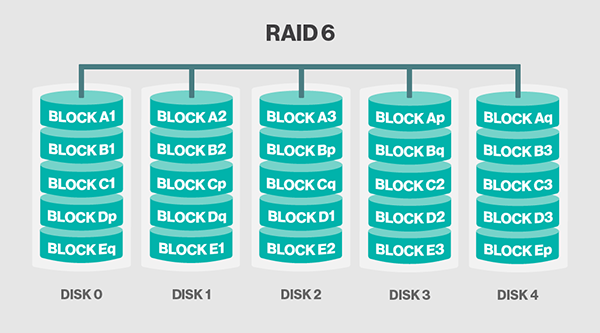 RAID 6
BLOCK A1 BLOCK A2 BLOCK A3 BLOCK Ap BLOCK Aq
BLOCK B1 BLOCK B2 BLOCK Bp BLOCK Bq BLOCK B3
BLOCK C1 BLOCK Cp BLOCK Cq BLOCK C2 BLOCK C3
BLOCK Dp BLOCK Dq BLOCK D1 BLOCK D2 BLOCK D3
BLOCK Eq BLOCK E1 BLOCK E2 BLOCK E3 BLOCK Ep
DISK 0 DISK 1 DISK 2 DISK 3 DISK 4